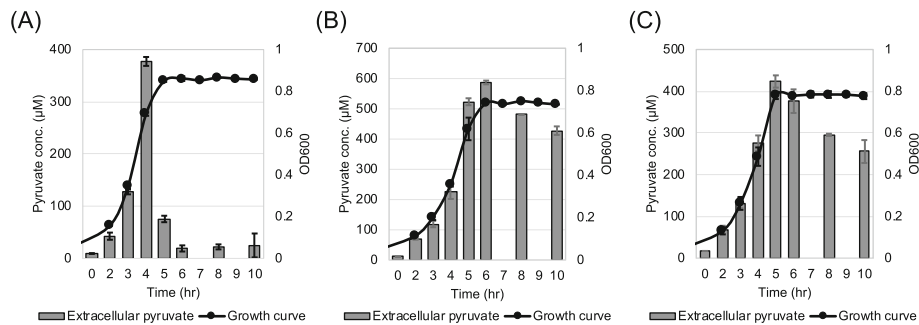 (A)
(B)
(C)
Pyruvate conc. (µM)
400
300
200
100
0
1
0.8
0.6
0.4
0.2
0
OD600
0 2 3 4 5 6 7 8 9 10
Time (hr)
Extracellular pyruvate Growth curve
Pyruvate conc. (µM)
700
600
500
400
300
200
100
0
1
0.8
0.6
0.4
0.2
0
OD600
0 2 3 4 5 6 7 8 9 10
Time (hr)
Extracellular pyruvate Growth curve
Pyruvate conc. (µM)
500
400
300
200
100
0
1
0.8
0.6
0.4
0.2
0
OD600
0 2 3 4 5 6 7 8 9 10
Time (hr)
Extracellular pyruvate Growth curve